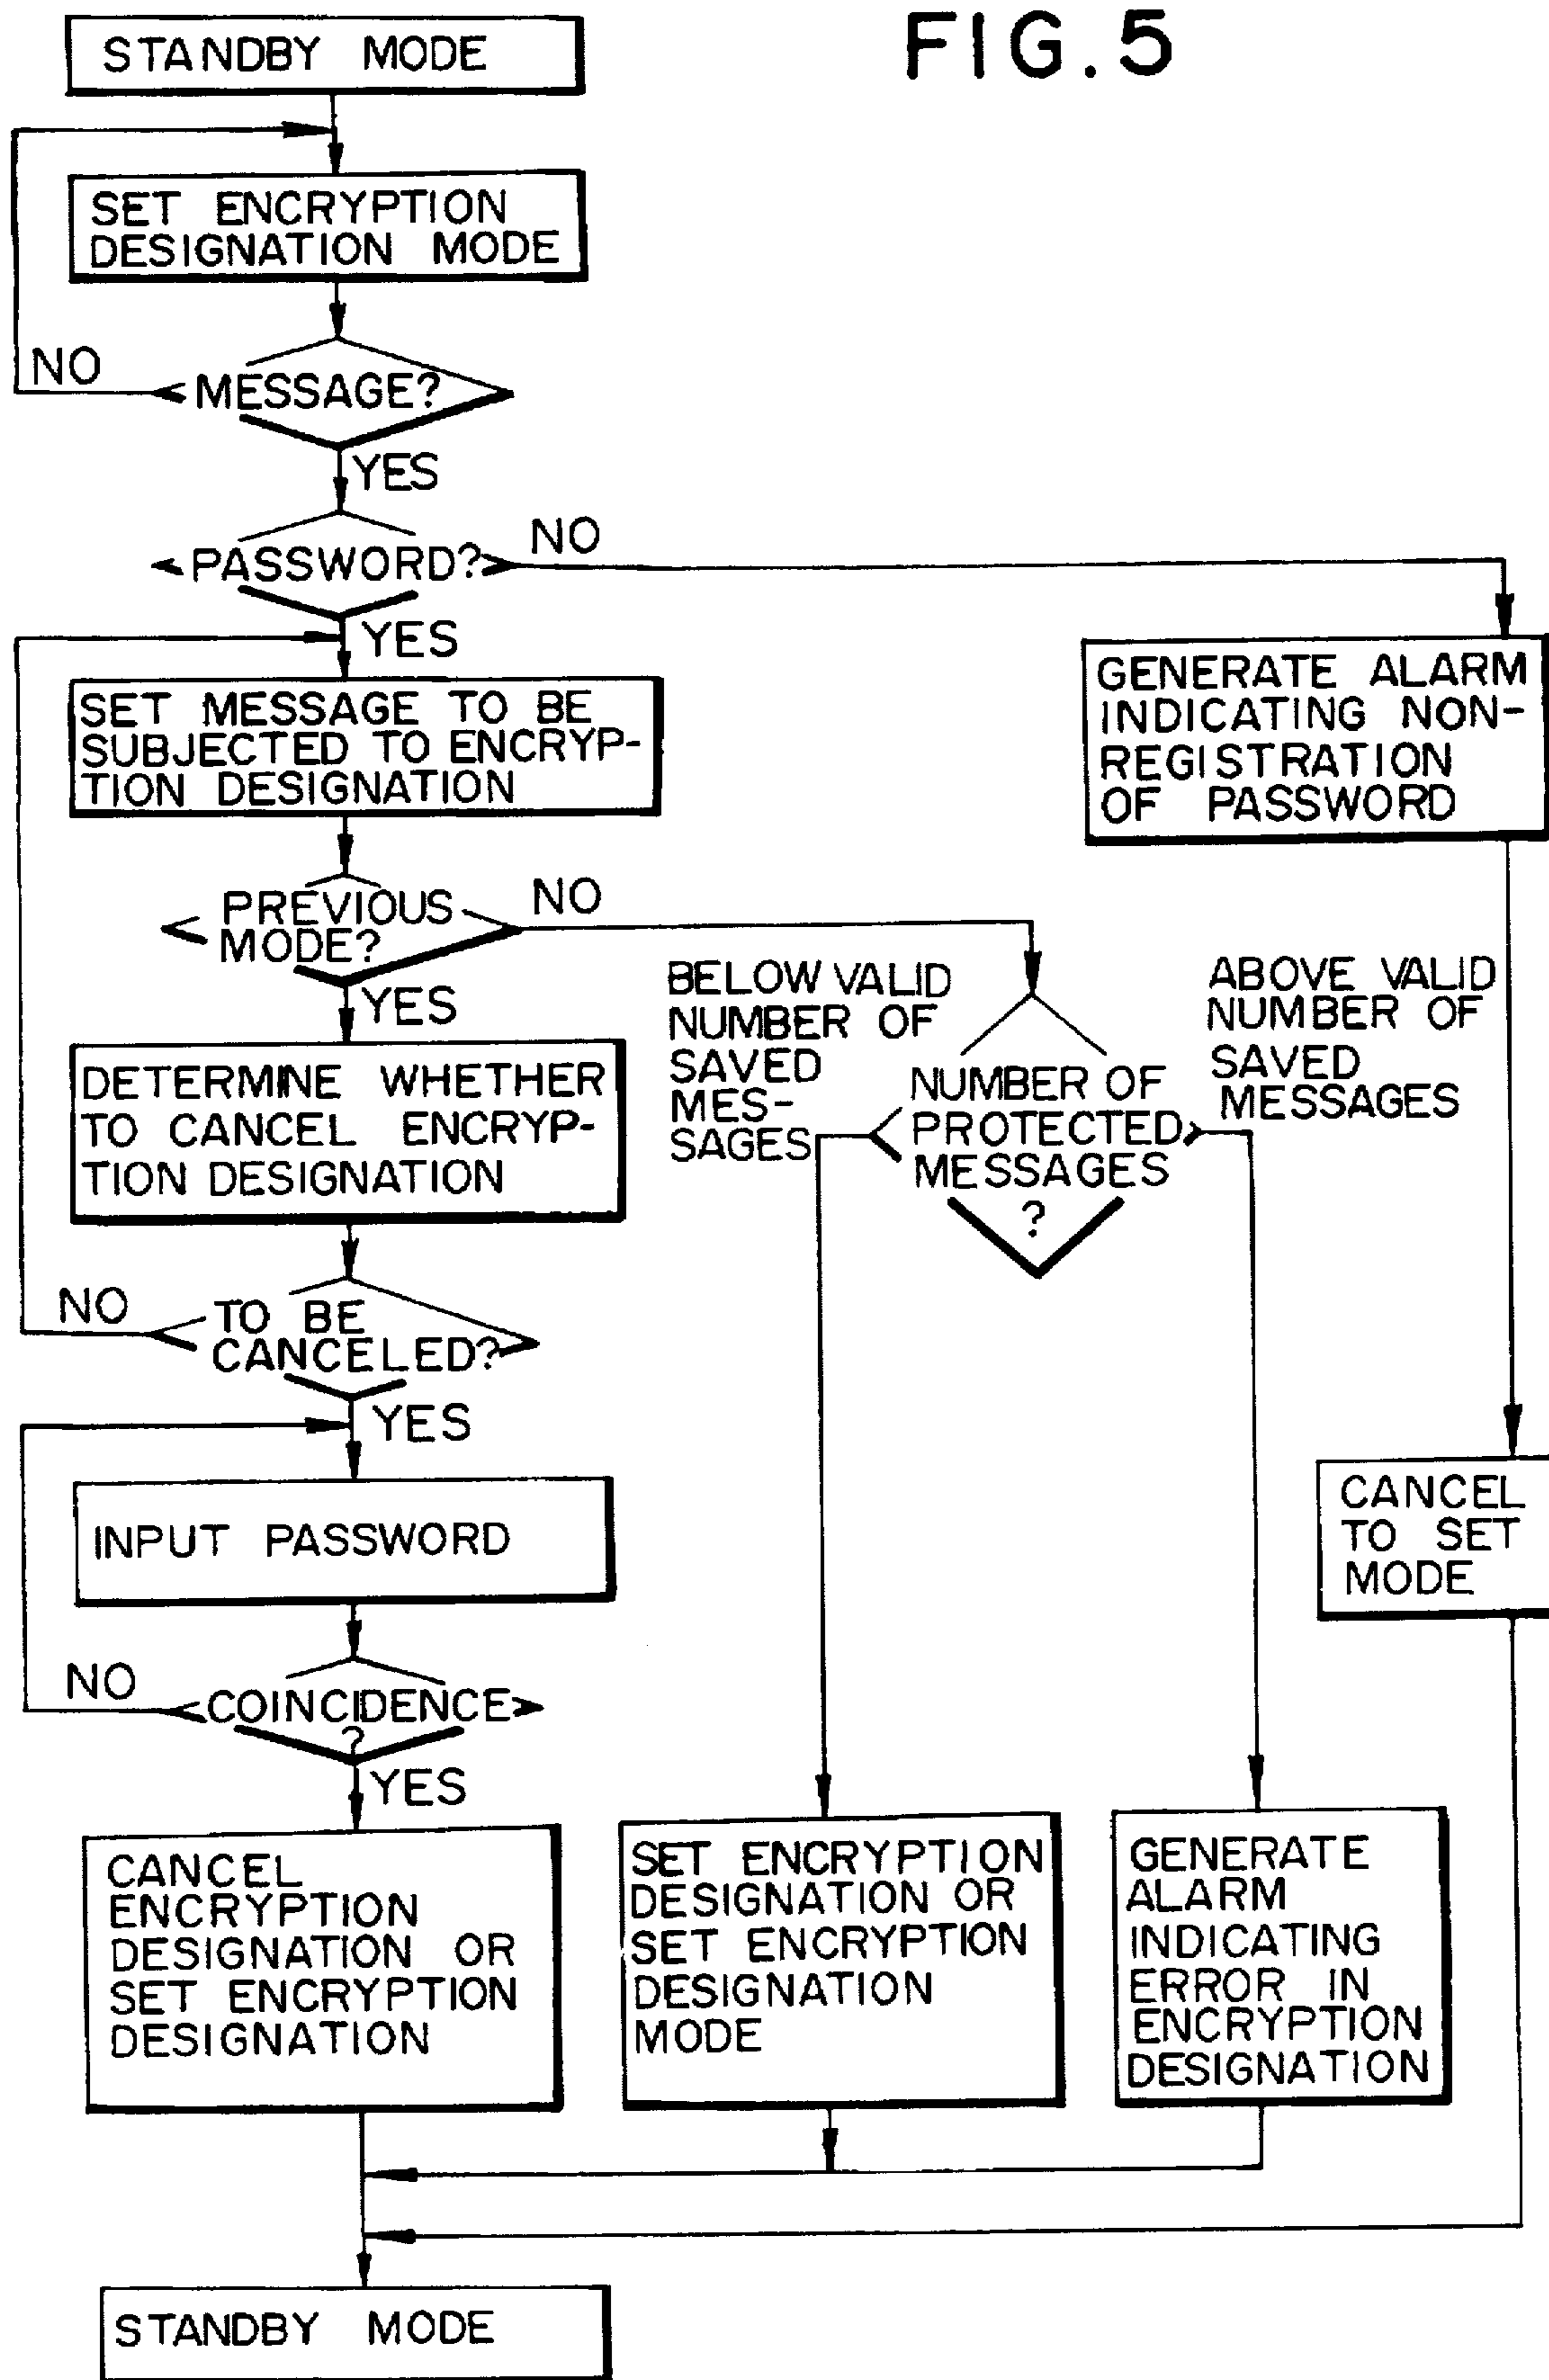 FIG. 5
STANDBY MODE
SET ENCRYPTION
DESIGNATION MODE
NO
MESSAGE?
YES
PASSWORD?
NO
YES
SET MESSAGE TO BE
SUBJECTED TO ENCRYP-
TION DESIGNATION
GENERATE ALARM
INDICATING NON-
REGISTRATION
OF PASSWORD
PREVIOUS
MODE?
NO
YES
BELOW VALID
NUMBER OF
SAVED
MES-
SAGES
NUMBER OF
PROTECTED
MESSAGES
?
ABOVE VALID
NUMBER OF
SAVED
MESSAGES
DETERMINE WHETHER
TO CANCEL ENCRYP-
TION DESIGNATION
NO
TO BE
CANCELED?
YES
INPUT PASSWORD
CANCEL
TO SET
MODE
NO
COINCIDENCE
?
YES
CANCEL
ENCRYPTION
DESIGNATION OR
SET ENCRYPTION
DESIGNATION
SET ENCRYPTION
DESIGNATION OR
SET ENCRYPTION
DESIGNATION
MODE
GENERATE
ALARM
INDICATING
ERROR IN
ENCRYPTION
DESIGNATION
STANDBY MODE